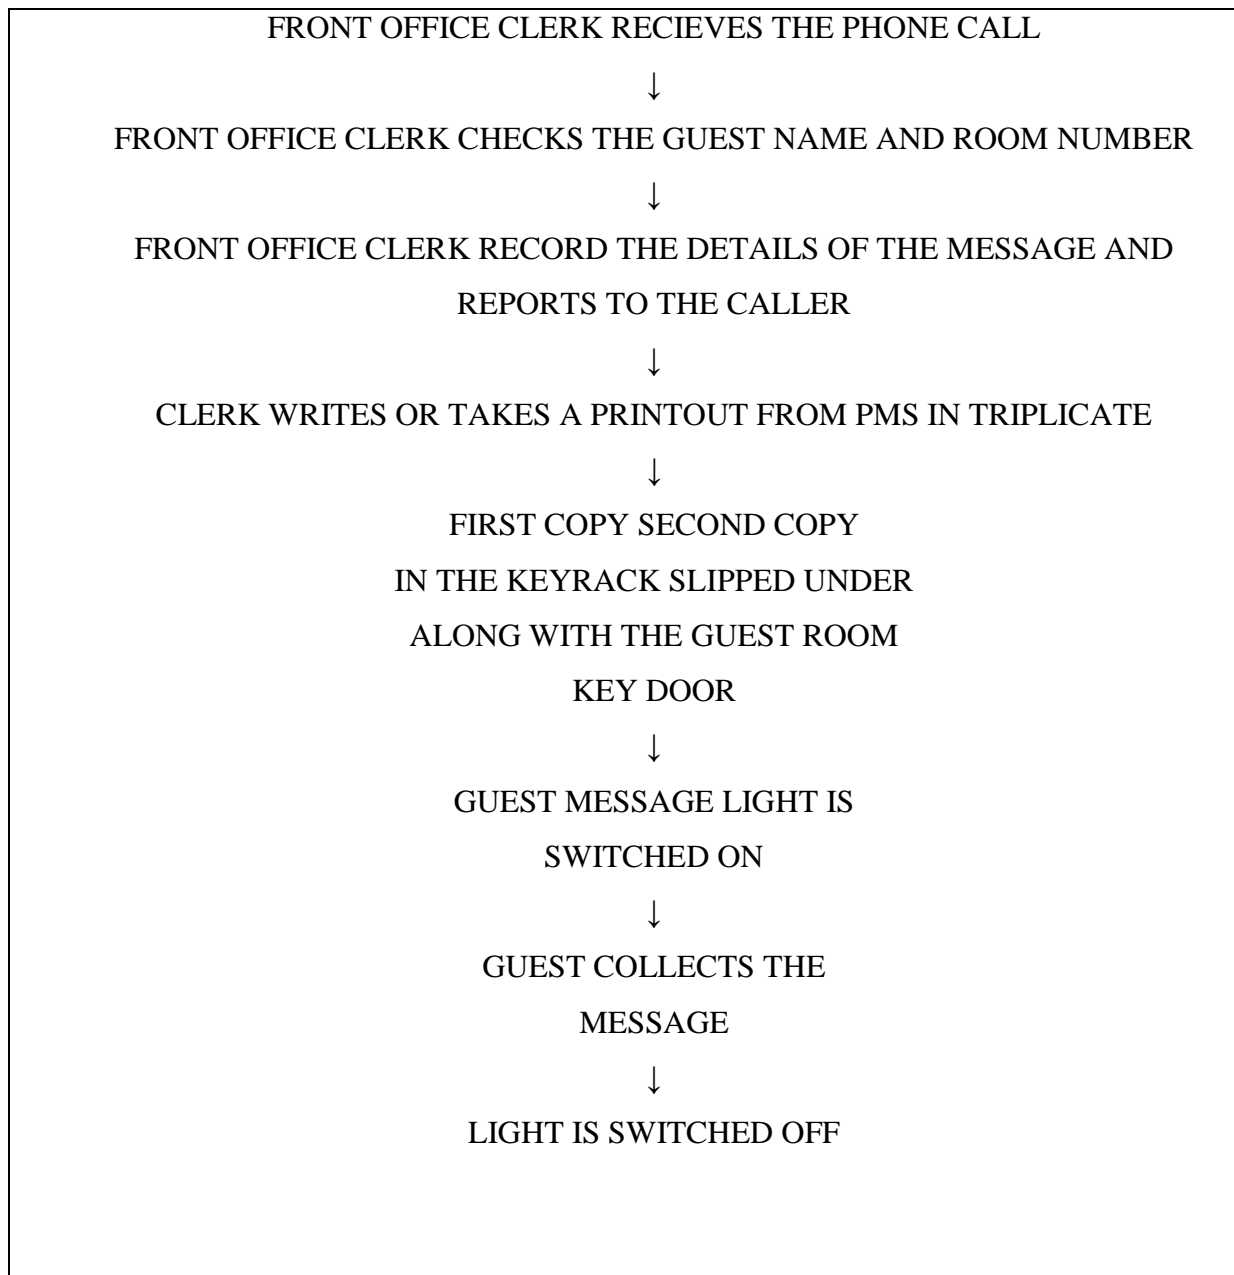 FRONT OFFICE CLERK RECIEVES THE PHONE CALL
↓
FRONT OFFICE CLERK CHECKS THE GUEST NAME AND ROOM NUMBER
↓
FRONT OFFICE CLERK RECORD THE DETAILS OF THE MESSAGE AND
REPORTS TO THE CALLER
↓
CLERK WRITES OR TAKES A PRINTOUT FROM PMS IN TRIPLICATE
↓
FIRST COPY SECOND COPY
IN THE KEYRACK SLIPPED UNDER
ALONG WITH THE GUEST ROOM
KEY DOOR
↓
GUEST MESSAGE LIGHT IS
SWITCHED ON
↓
GUEST COLLECTS THE
MESSAGE
↓
LIGHT IS SWITCHED OFF